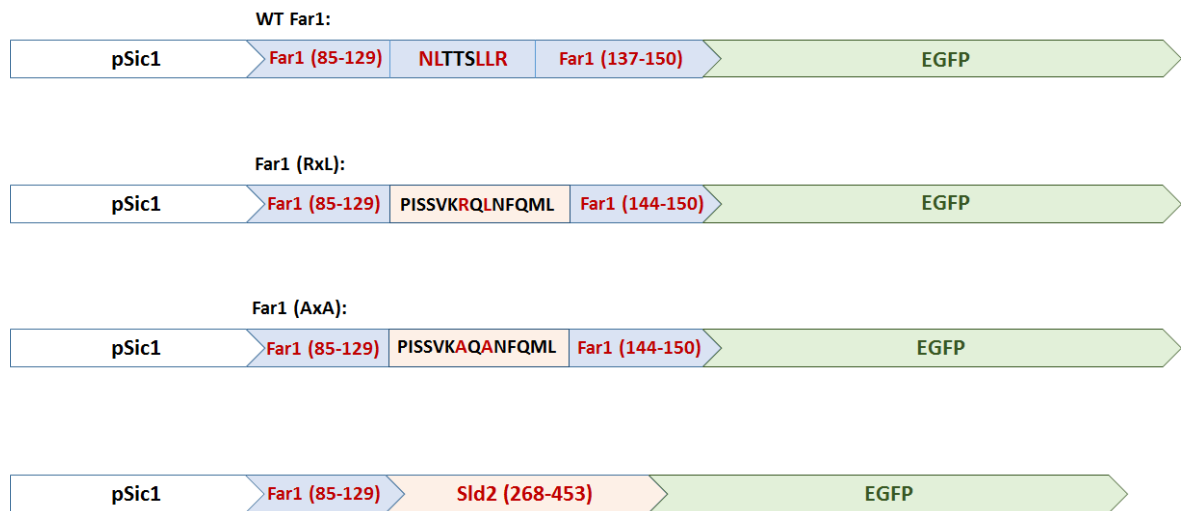 WT Far1:
pSic1 Far1 (85-129) NLTTSLLR Far1 (137-150) EGFP
Far1 (RxL):
pSic1 Far1 (85-129) PISSVKRQLNFQML Far1 (144-150) EGFP
Far1 (AxA):
pSic1 Far1 (85-129) PISSVKAQANFQML Far1 (144-150) EGFP
pSic1 Far1 (85-129) Sld2 (268-453) EGFP